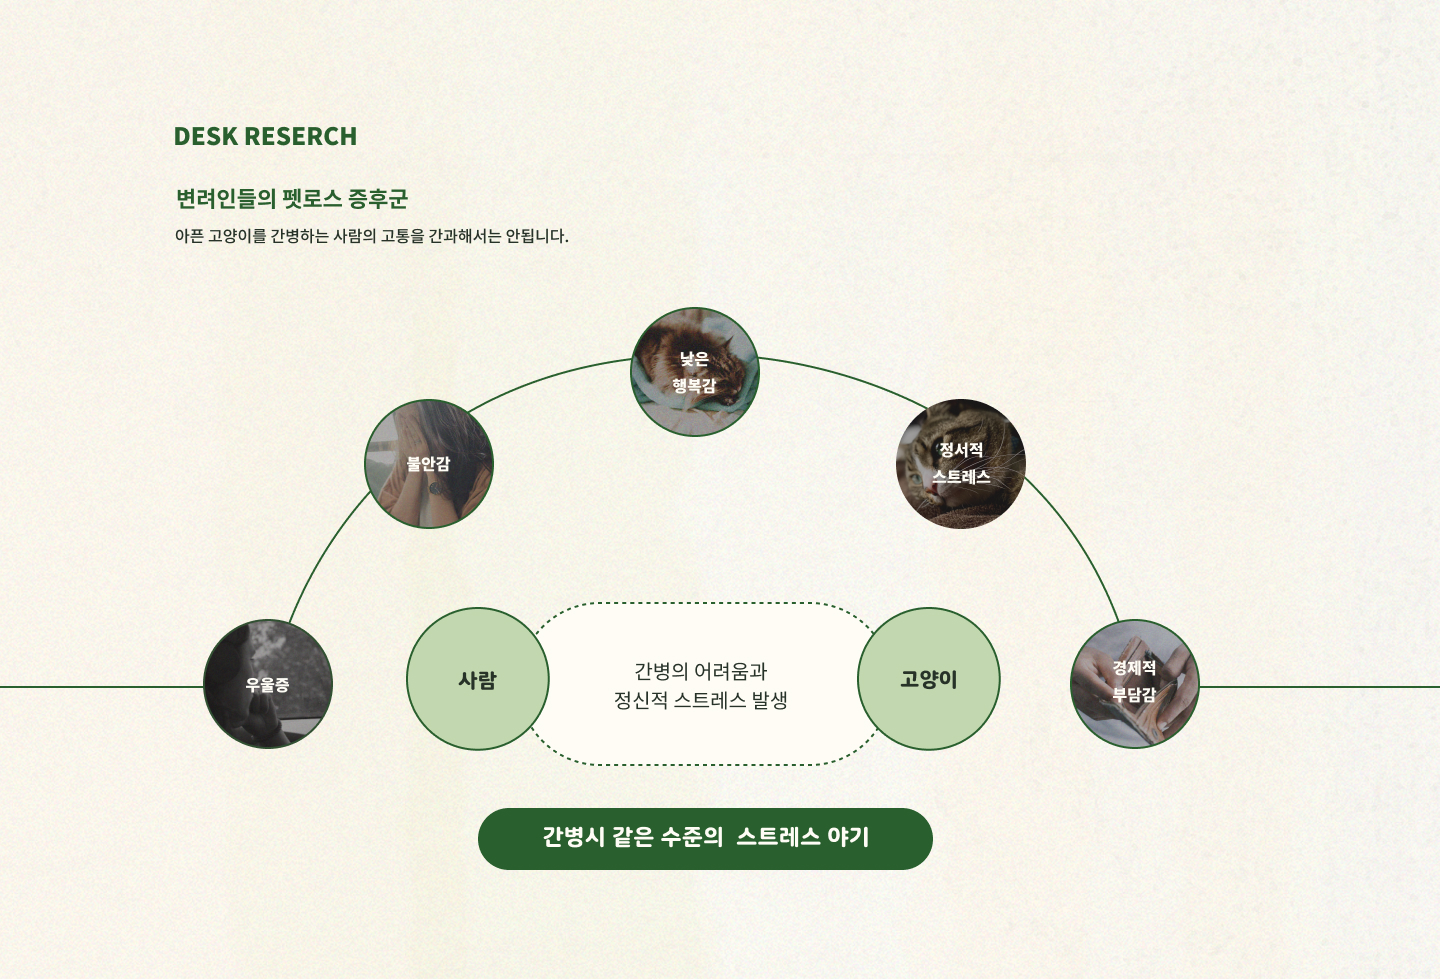 DESK RESERCH
변려인들의 펫로스 증후군
아픈 고양이를 간병하는 사람의 고통을 간과해서는 안됩니다.
낮은
행복감
불안감
정서적
스트레스
우울증
사람
간병의 어려움과
정신적 스트레스 발생
고양이
경제적
부담감
간병시 같은 수준의 스트레스 야기